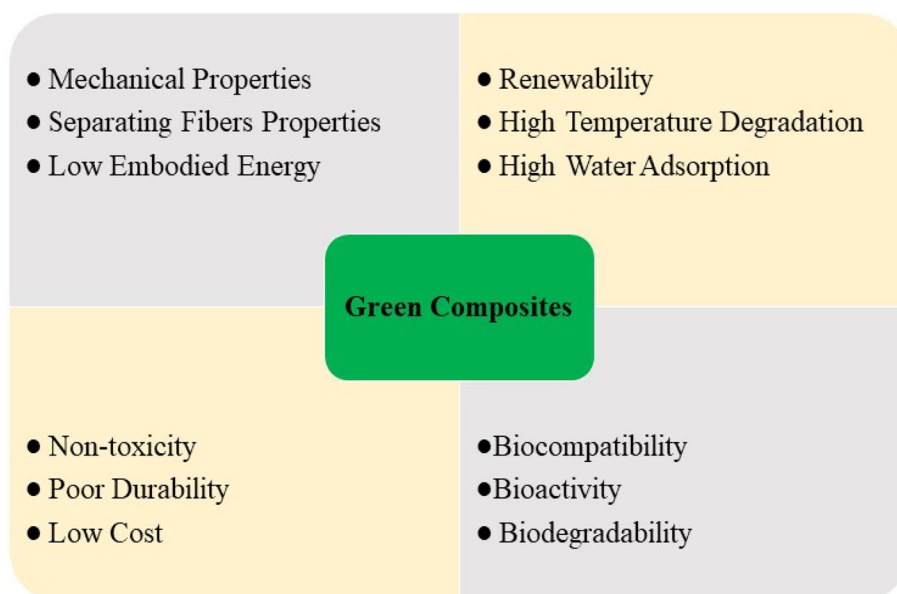 ● Mechanical Properties
● Separating Fibers Properties
● Low Embodied Energy
● Renewability
● High Temperature Degradation
● High Water Adsorption
Green Composites
● Non-toxicity
● Poor Durability
● Low Cost
●Biocompatibility
●Bioactivity
● Biodegradability